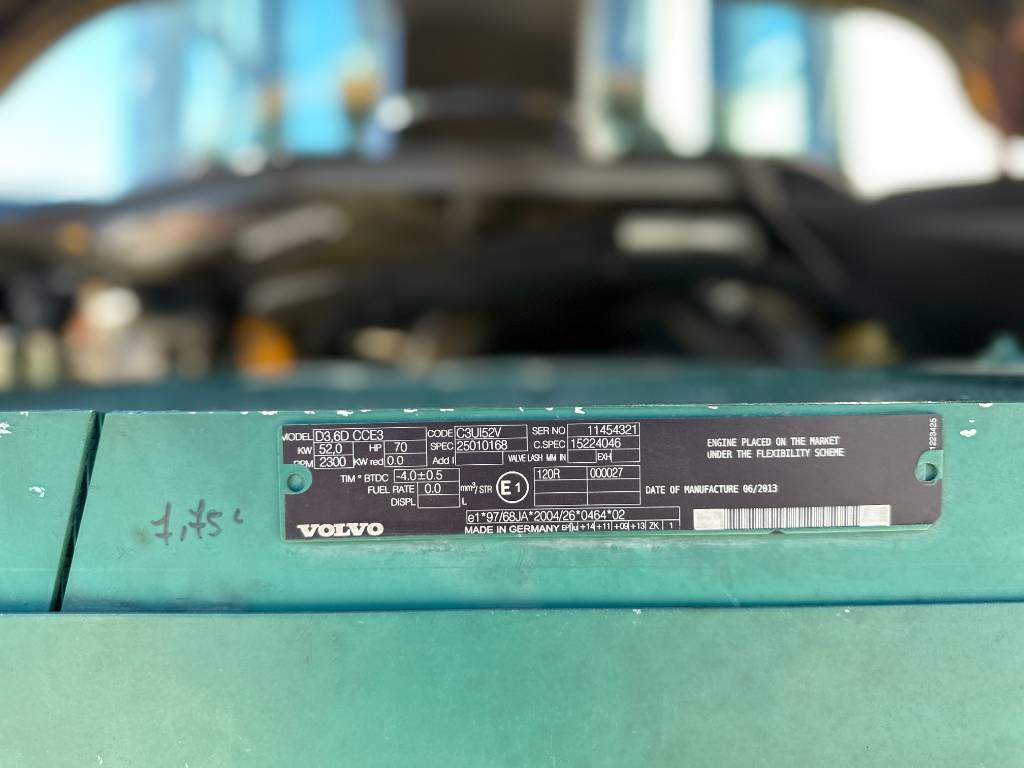 MODEL D3,6D CCE3 CODE C3UI52V SER NO 11454321
KW 52,0 HP 70 SPEC 25010168 C.SPEC 15224046
RPM 2300 KW red 0.0 Add I VALVE LASH MM IN EXH
TIM ° BTDC -4.0±0.5 E1 120R 000027
FUEL RATE 0.0 mm³/STR
DISPL L
e1*97/68JA*2004/26*0464*02
VOLVO MADE IN GERMANY +14+11+09+13 ZK 1
ENGINE PLACED ON THE MARKET
UNDER THE FLEXIBILITY SCHEME
DATE OF MANUFACTURE 06/2013
1223425
1,75